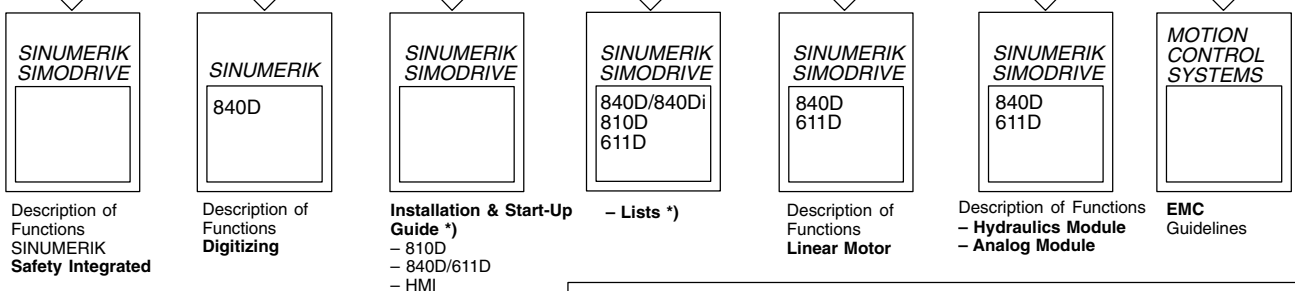 SINUMERIK
SIMODRIVE
Description of
Functions
SINUMERIK
Safety Integrated
SINUMERIK
840D
Description of
Functions
Digitizing
SINUMERIK
SIMODRIVE
Installation & Start-Up
Guide *)
– 810D
– 840D/611D
– HMI
SINUMERIK
SIMODRIVE
840D/840Di
810D
611D
– Lists *)
SINUMERIK
SIMODRIVE
840D
611D
Description of
Functions
Linear Motor
SINUMERIK
SIMODRIVE
840D
611D
Description of Functions
– Hydraulics Module
– Analog Module
MOTION
CONTROL
SYSTEMS
EMC
Guidelines